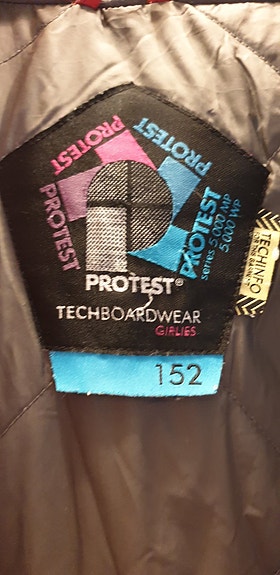 PROTEST
PROTEST
PROTEST
PROTEST
series 5.000 MP
5.000 WP
PROTEST®
TECHBOARDWEAR
GIRLIES
152
TECHINFO